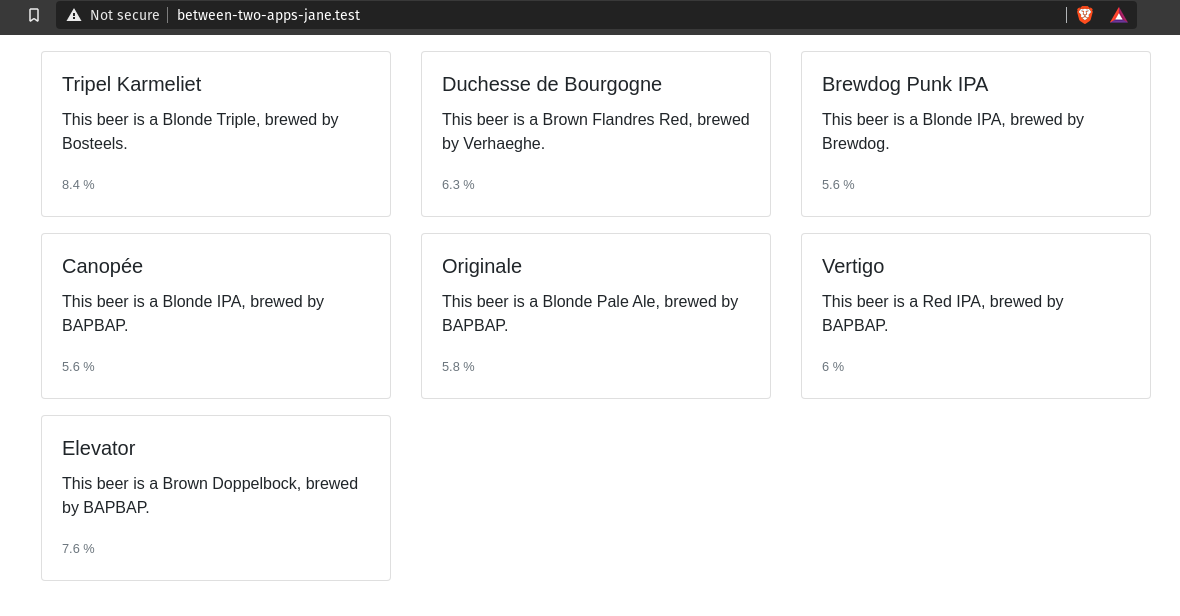 Not secure between-two-apps-jane.test
Tripel Karmeliet
This beer is a Blonde Triple, brewed by
Bosteels.
8.4 %
Duchesse de Bourgogne
This beer is a Brown Flandres Red, brewed
by Verhaeghe.
6.3 %
Brewdog Punk IPA
This beer is a Blonde IPA, brewed by
Brewdog.
5.6 %
Canopée
This beer is a Blonde IPA, brewed by
BAPBAP.
5.6 %
Originale
This beer is a Blonde Pale Ale, brewed by
BAPBAP.
5.8 %
Vertigo
This beer is a Red IPA, brewed by
BAPBAP.
6 %
Elevator
This beer is a Brown Doppelbock, brewed
by BAPBAP.
7.6 %